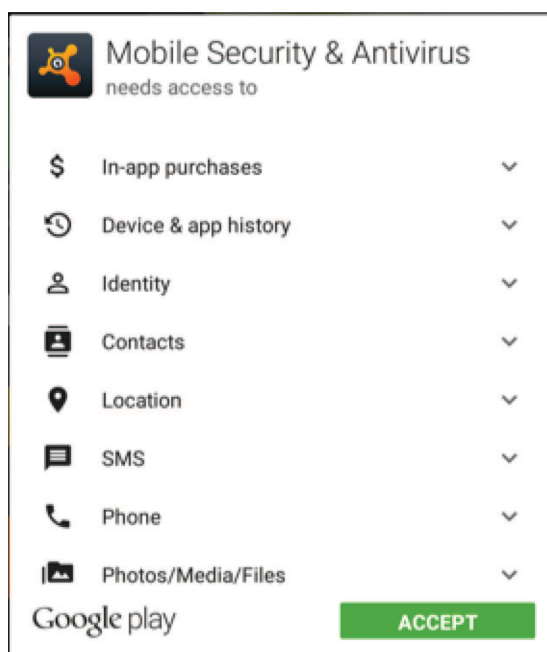 Mobile Security & Antivirus
needs access to
$ In-app purchases
Device & app history
Identity
Contacts
Location
SMS
Phone
Photos/Media/Files
Google play
ACCEPT